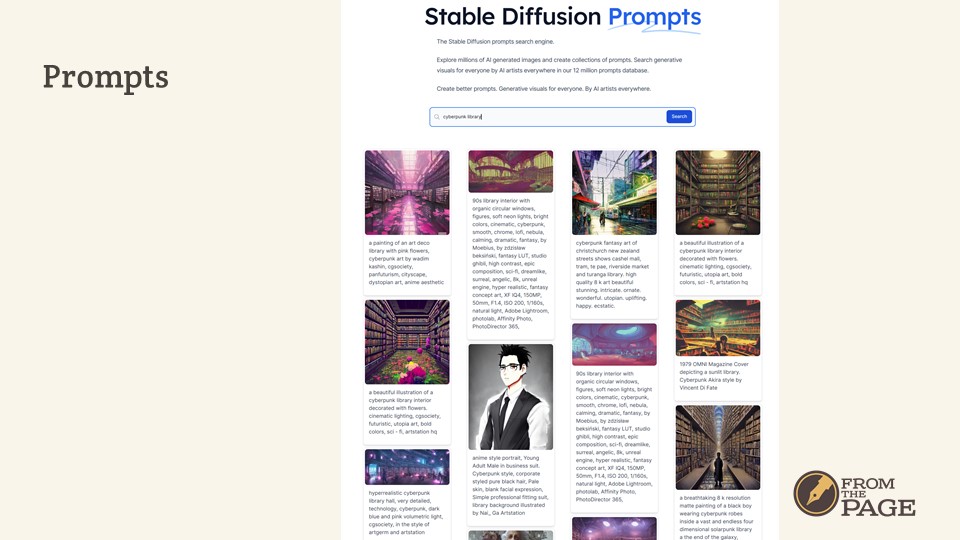 Prompts
Stable Diffusion Prompts
The Stable Diffusion prompts search engine.
Explore millions of AI generated images and create collections of prompts. Search generative
visuals for everyone by AI artists everywhere in our 12 million prompts database.
Create better prompts. Generative visuals for everyone. By AI artists everywhere.
cyberpunk library
Search
a painting of an art deco
library with pink flowers,
cyberpunk art by wadim
kashin, cgsociety,
panfuturism, cityscape,
dystopian art, anime aesthetic
a beautiful illustration of a
cyberpunk library interior
decorated with flowers.
cinematic lighting, cgsociety,
futuristic, utopia art, bold
colors, sci - fi, artstation hq
hyperrealistic cyberpunk
library hall, very detailed,
technology, cyberpunk, dark
blue and pink volumetric light,
cgsociety, in the style of
artgerm and artstation
90s library interior with
organic circular windows,
figures, soft neon lights, bright
colors, cinematic, cyberpunk,
smooth, chrome, lofi, nebula,
calming, dramatic, fantasy, by
Moebius, by zdzisław
beksiński, fantasy LUT, studio
ghibli, high contrast, epic
composition, sci-fi, dreamlike,
surreal, angelic, 8k, unreal
engine, hyper realistic, fantasy
concept art, XF IQ4, 150MP,
50mm, F1.4, ISO 200, 1/160s,
natural light, Adobe Lightroom,
photolab, Affinity Photo,
PhotoDirector 365,
anime style portrait, Young
Adult Male in business suit.
Cyberpunk style, corporate
styled pure black hair, Pale
skin, blank facial expression,
Simple professional fitting suit,
library background illustrated
by Nai,, Ga Artstation
cyberpunk fantasy art of
christchurch new zealand
streets shows cashel mall,
tram, te pae, riverside market
and turanga library. high
quality 8 k art beautiful
stunning. intricate. ornate.
wonderful. utopian. uplifting.
happy. ecstatic.
90s library interior with
organic circular windows,
figures, soft neon lights, bright
colors, cinematic, cyberpunk,
smooth, chrome, lofi, nebula,
calming, dramatic, fantasy, by
Moebius, by zdzisław
beksiński, fantasy LUT, studio
ghibli, high contrast, epic
composition, sci-fi, dreamlike,
surreal, angelic, 8k, unreal
engine, hyper realistic, fantasy
concept art, XF IQ4, 150MP,
50mm, F1.4, ISO 200, 1/160s,
natural light, Adobe Lightroom,
photolab, Affinity Photo,
PhotoDirector 365,
a beautiful illustration of a
cyberpunk library interior
decorated with flowers.
cinematic lighting, cgsociety,
futuristic, utopia art, bold
colors, sci - fi, artstation hq
1979 OMNI Magazine Cover
depicting a sunlit library.
Cyberpunk Akira style by
Vincent Di Fate
a breathtaking 8 k resolution
matte painting of a black boy
wearing cyberpunk robes
inside a vast and endless four
dimensional solarpunk library
a the end of the galaxy,
FROM
THE
PAGE